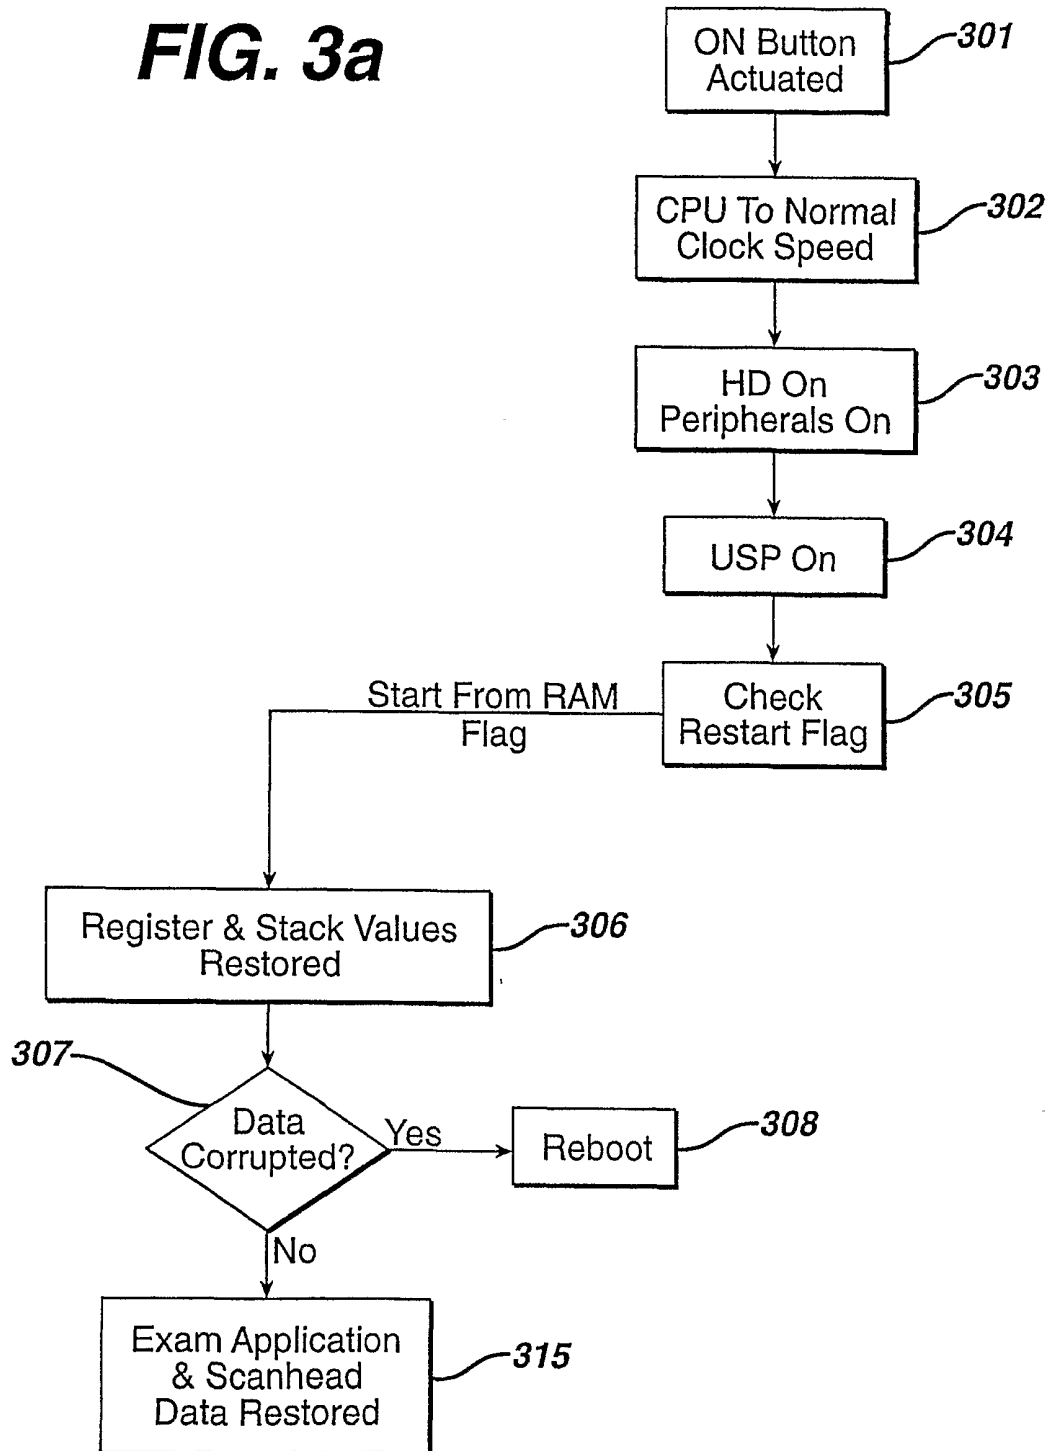 FIG. 3a
ON Button
Actuated
301
CPU To Normal
Clock Speed
302
HD On
Peripherals On
303
USP On
304
Check
Restart Flag
305
Start From RAM
Flag
Register & Stack Values
Restored
306
307
Data
Corrupted?
Yes
Reboot
308
No
Exam Application
& Scanhead
Data Restored
315